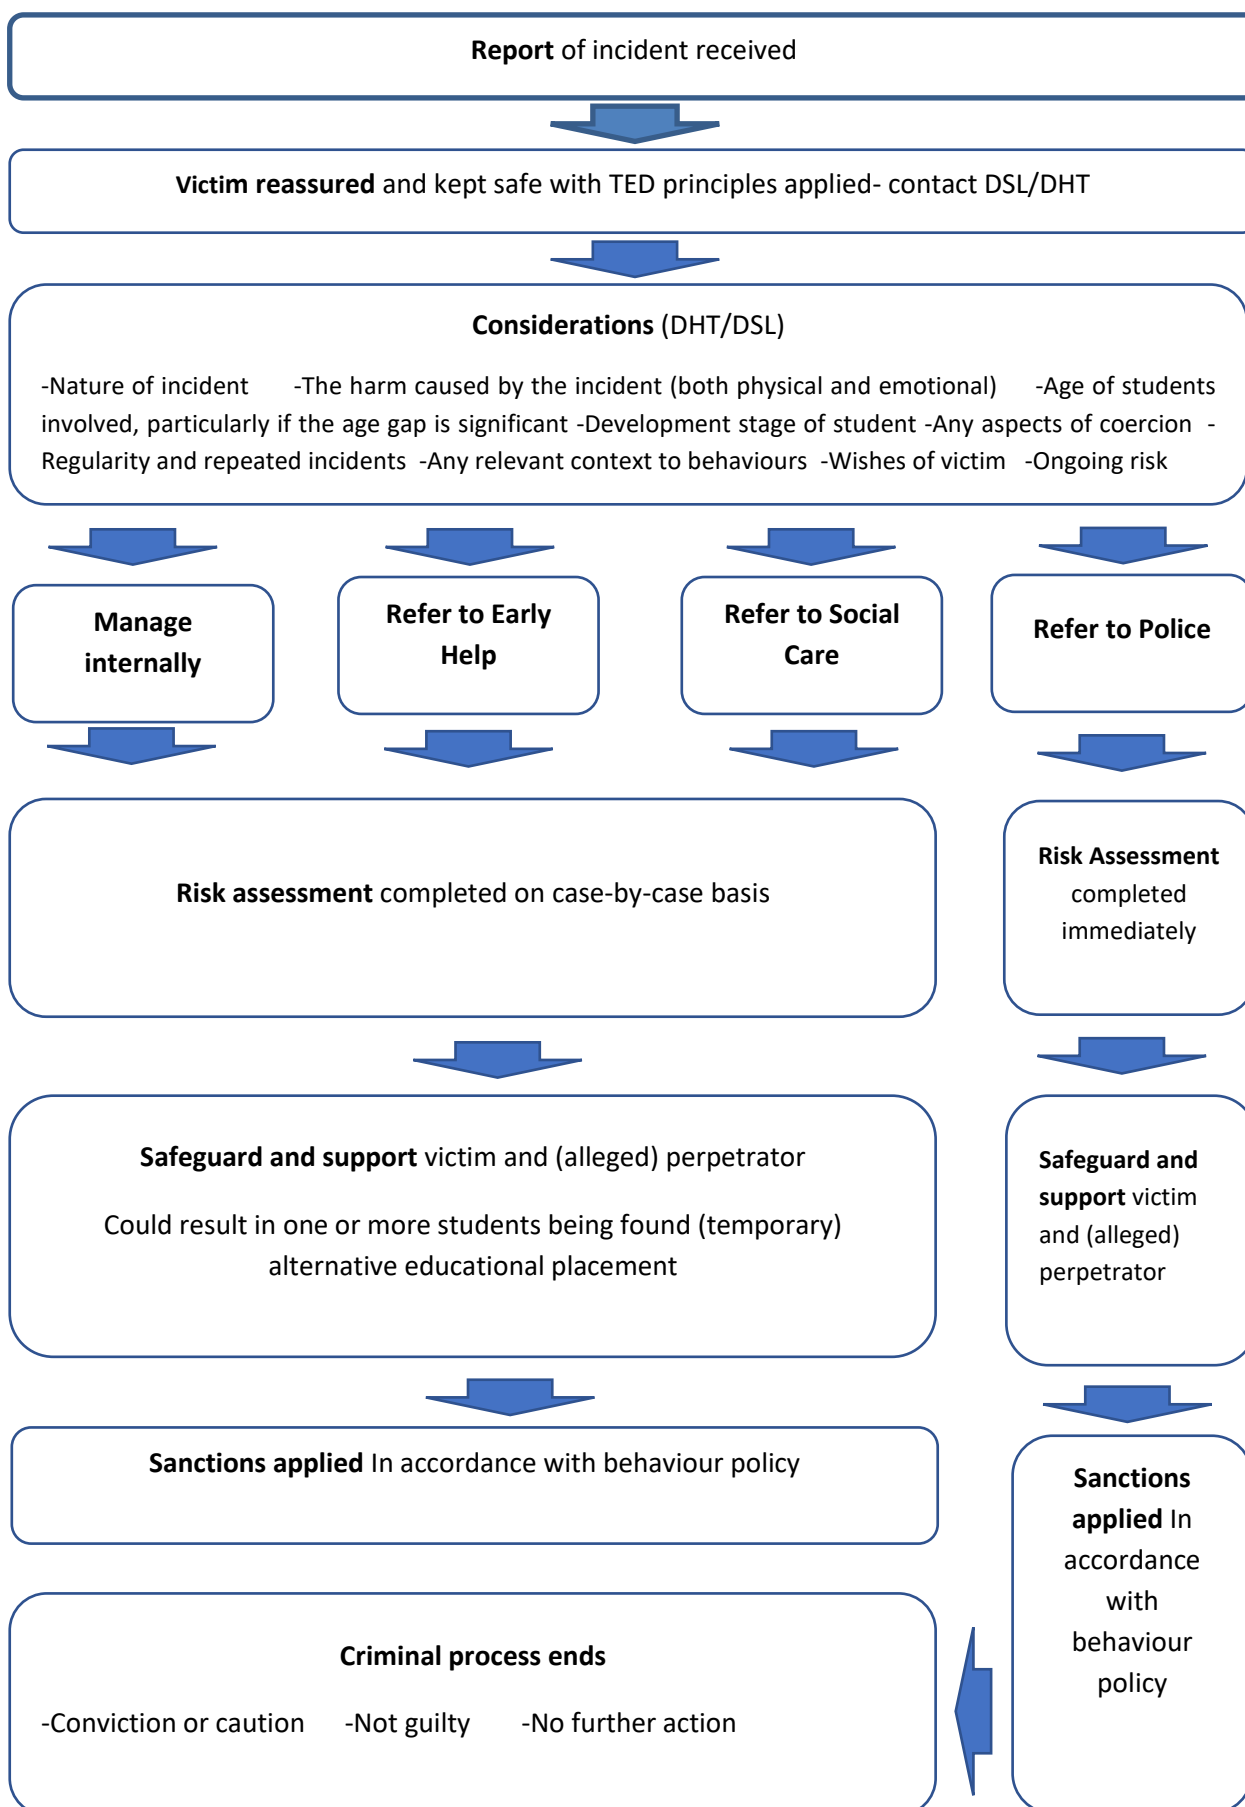 Report of incident received
Victim reassured and kept safe with TED principles applied- contact DSL/DHT
Considerations (DHT/DSL)
-Nature of incident -The harm caused by the incident (both physical and emotional) -Age of students
involved, particularly if the age gap is significant -Development stage of student -Any aspects of coercion -
Regularity and repeated incidents -Any relevant context to behaviours -Wishes of victim -Ongoing risk
Manage
internally
Refer to Early
Help
Refer to Social
Care
Refer to Police
Risk assessment completed on case-by-case basis
Risk Assessment
completed
immediately
Safeguard and support victim and (alleged) perpetrator
Could result in one or more students being found (temporary)
alternative educational placement
Safeguard and
support victim
and (alleged)
perpetrator
Sanctions applied In accordance with behaviour policy
Sanctions
applied In
accordance
with
behaviour
policy
Criminal process ends
-Conviction or caution -Not guilty -No further action